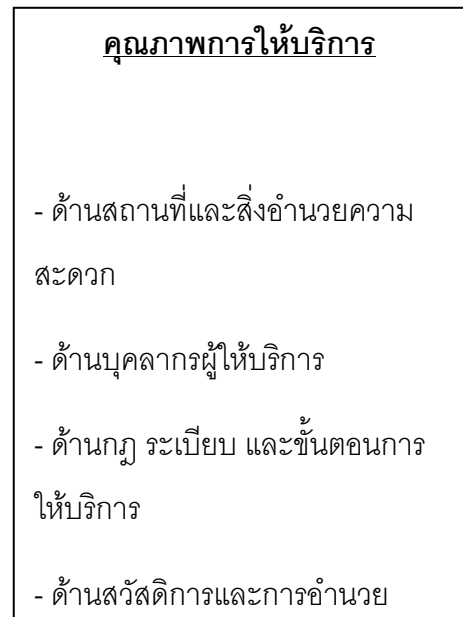 คุณภาพการให้บริการ
- ด้านสถานที่และสิ่งอำนวยความ
สะดวก
- ด้านบุคลากรผู้ให้บริการ
- ด้านกฎ ระเบียบ และขั้นตอนการ
ให้บริการ
- ด้านสวัสดิการและการอำนวย